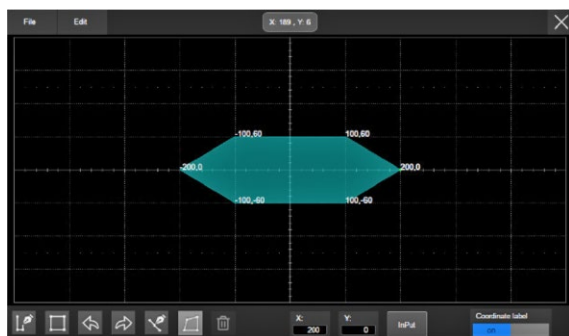 File Edit X: 189 , Y: 6
-100,60 100,60
-200,0 200,0
-100,-60 100,-60
X: Y: Coordinate label
200 0 InPut on